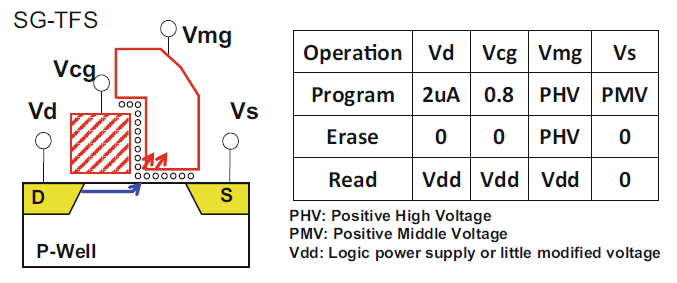 SG-TFS
Vmg
Vcg
Vd
Vs
D
S
P-Well
Operation Vd Vcg Vmg Vs
Program 2uA 0.8 PHV PMV
Erase 0 0 PHV 0
Read Vdd Vdd Vdd 0
PHV: Positive High Voltage
PMV: Positive Middle Voltage
Vdd: Logic power supply or little modified voltage